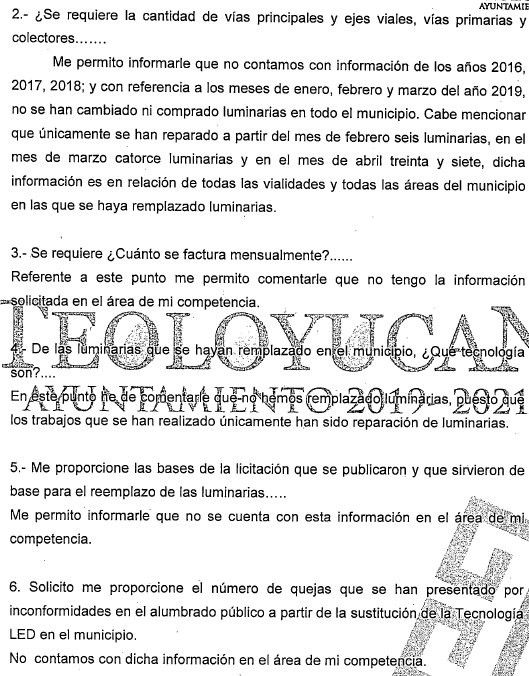 AYUNTAMIE
2.- ¿Se requiere la cantidad de vías principales y ejes viales, vías primarias y
colectores.......
Me permito informarle que no contamos con información de los años 2016,
2017, 2018; y con referencia a los meses de enero, febrero y marzo del año 2019,
no se han cambiado ni comprado luminarias en todo el municipio. Cabe mencionar
que únicamente se han reparado a partir del mes de febrero seis luminarias, en el
mes de marzo catorce luminarias y en el mes de abril treinta y siete, dicha
información es en relación de todas las vialidades y todas las áreas del municipio
en las que se haya remplazado luminarias.
3.- Se requiere ¿Cuánto se factura mensualmente?......
Referente a este punto me permito comentarle que no tengo la información
solicitada en el área de mi competencia.
TEOLOYUCAN
4.- De las luminarias que se hayan remplazado en el municipio, ¿Qué tecnología
son?....
AYUNTAMIENTO 2019-2021
En este punto he de comentarle que no hemos remplazado luminarias, puesto que
los trabajos que se han realizado únicamente han sido reparación de luminarias.
5.- Me proporcione las bases de la licitación que se publicaron y que sirvieron de
base para el reemplazo de las luminarias.....
Me permito informarle que no se cuenta con esta información en el área de mi
competencia.
6. Solicito me proporcione el número de quejas que se han presentado por
inconformidades en el alumbrado público a partir de la sustitución de la Tecnología
LED en el municipio.
No contamos con dicha información en el área de mi competencia.